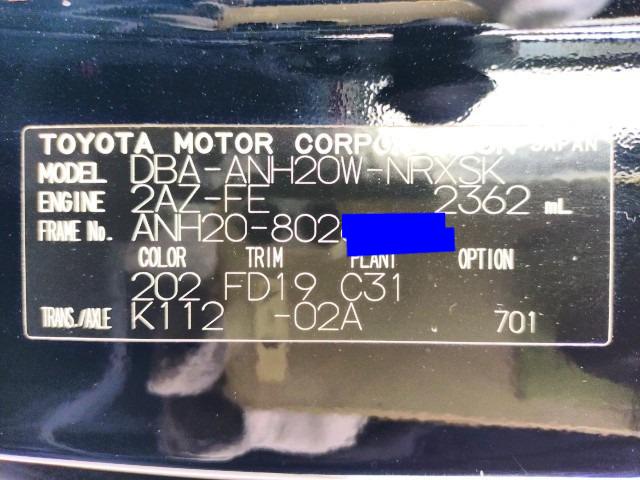 TOYOTA MOTOR CORPORATION JAPAN
MODEL DBA-ANH20W-NRXSK
ENGINE 2AZ-FE 2362 mL
FRAME No. ANH20-802
COLOR TRIM PLANT OPTION
202 FD19 C31
TRANS./AXLE K112 -02A 701